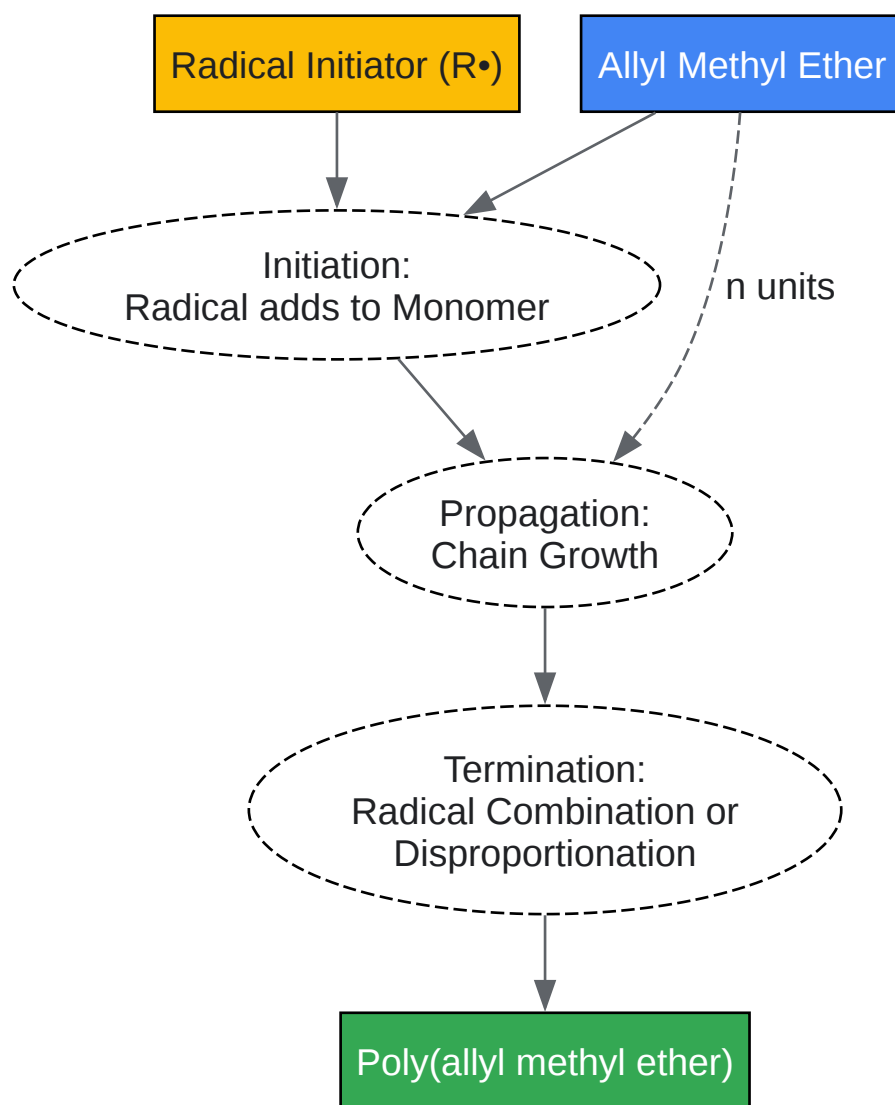 Radical Initiator (R•)
Allyl Methyl Ether
Initiation:
Radical adds to Monomer
n units
Propagation:
Chain Growth
Termination:
Radical Combination or
Disproportionation
Poly(allyl methyl ether)